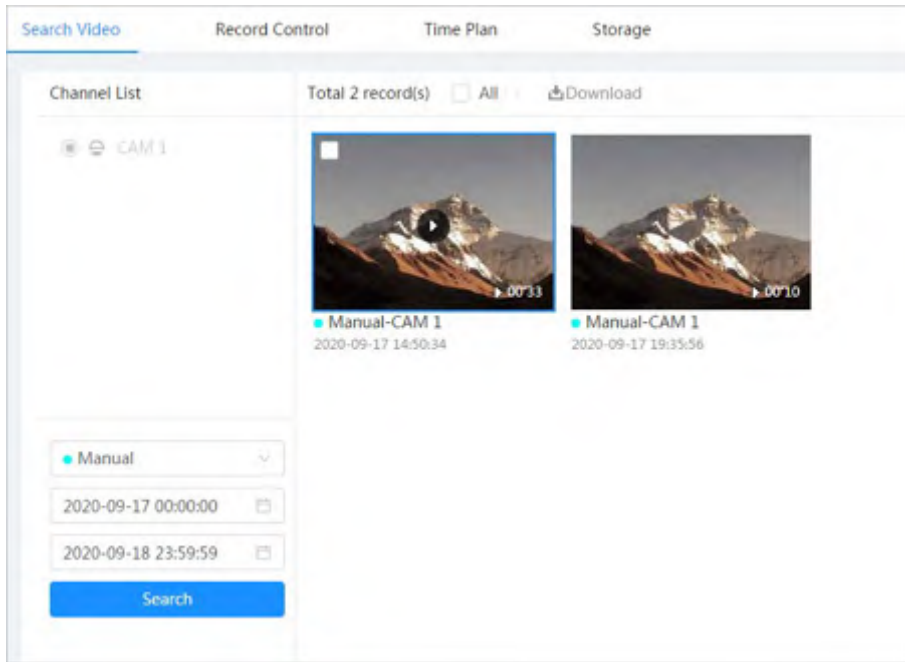 Search Video Record Control Time Plan Storage
Channel List
Total 2 record(s) All Download
CAM 1
00:33
00:10
Manual-CAM 1
2020-09-17 14:50:34
Manual-CAM 1
2020-09-17 19:35:56
Manual
2020-09-17 00:00:00
2020-09-18 23:59:59
Search